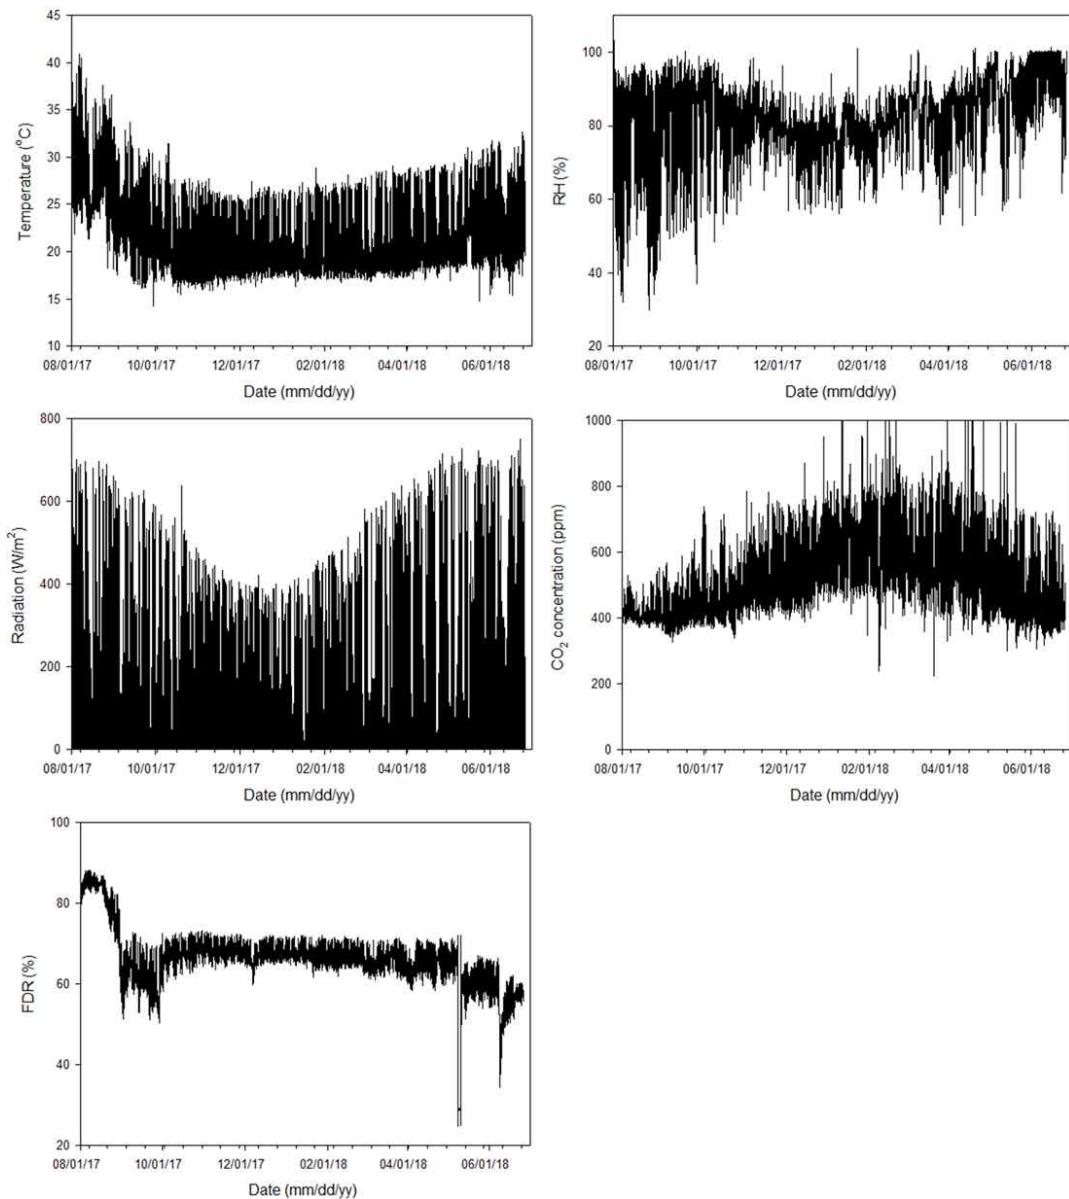 45
40
35
30
25
20
15
10
Temperature (°C)
08/01/17 10/01/17 12/01/17 02/01/18 04/01/18 06/01/18
Date (mm/dd/yy)
100
80
60
40
20
RH (%)
08/01/17 10/01/17 12/01/17 02/01/18 04/01/18 06/01/18
Date (mm/dd/yy)
800
600
400
200
0
Radiation (W/m²)
08/01/17 10/01/17 12/01/17 02/01/18 04/01/18 06/01/18
Date (mm/dd/yy)
1000
800
600
400
200
0
CO₂ concentration (ppm)
08/01/17 10/01/17 12/01/17 02/01/18 04/01/18 06/01/18
Date (mm/dd/yy)
100
80
60
40
20
FDR (%)
08/01/17 10/01/17 12/01/17 02/01/18 04/01/18 06/01/18
Date (mm/dd/yy)